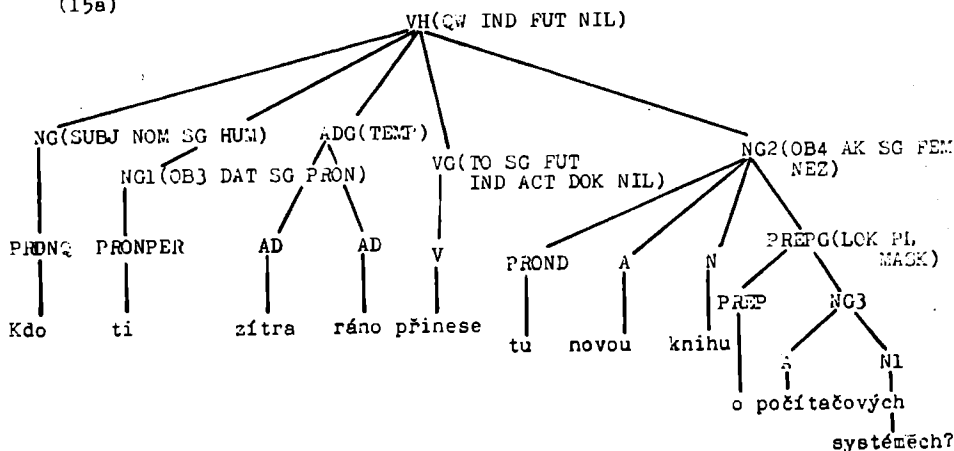 (15a)
VH(QW IND FUT NIL)
NG(SUBJ NOM SG HUM)
ADG(TEMP)
NG1(OB3 DAT SG PRON)
VG(TO SG FUT
IND ACT DOK NIL)
NG2(OB4 AK SG FEM
NEZ)
PRONQ PRONPER AD AD V
PROND A N
PREPG(LOK PL
MASK)
PREP NG3
Kdo ti zítra ráno přinese
tu novou knihu
N1
o počítačových
systémech?